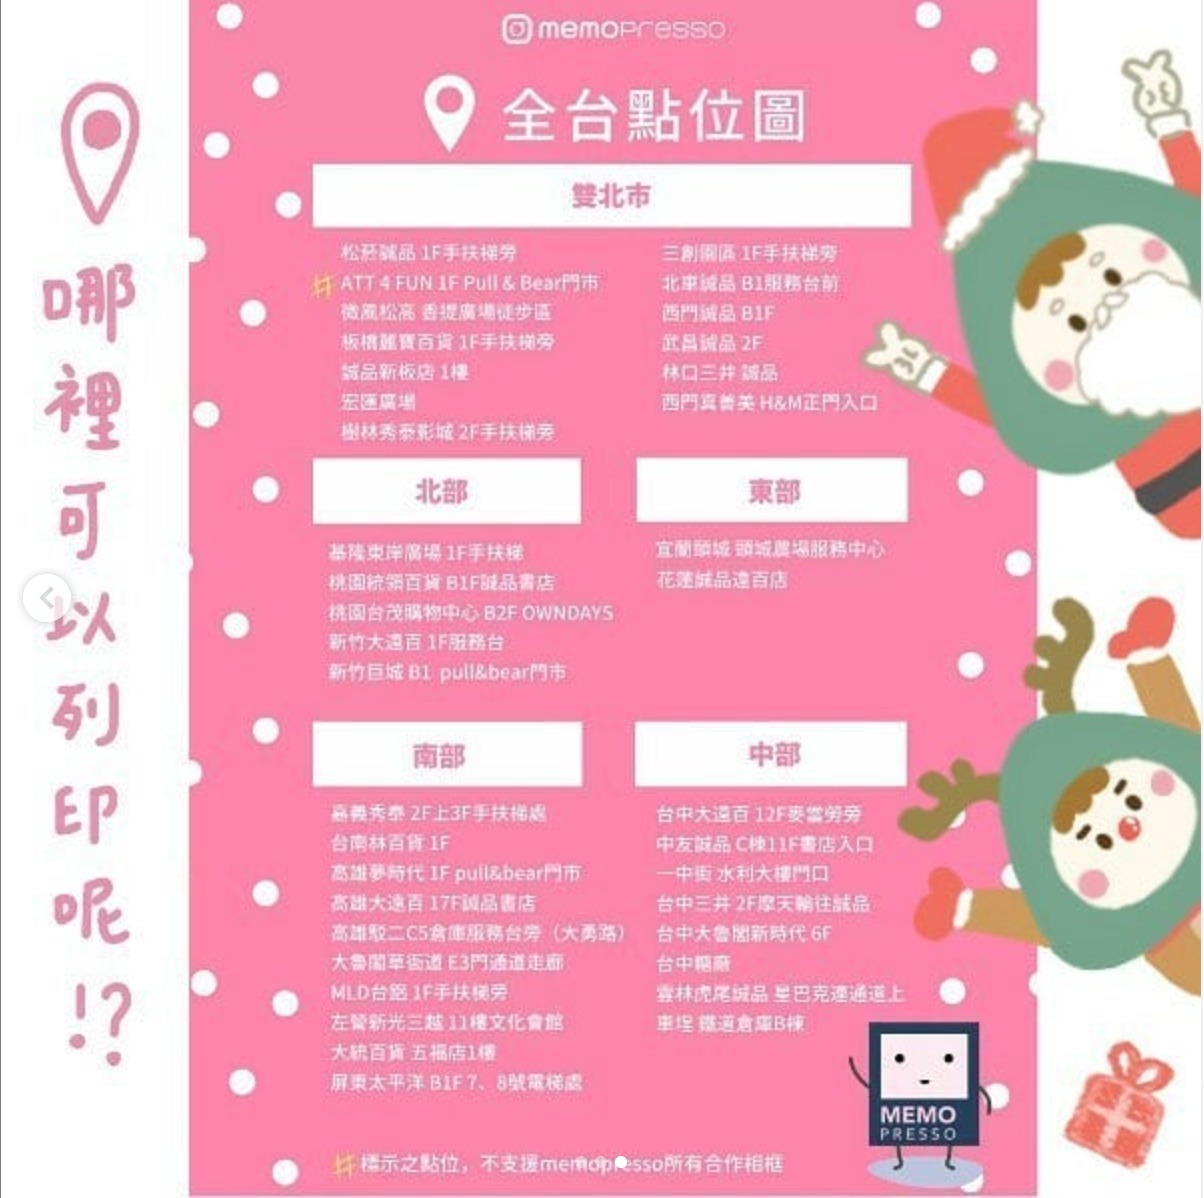 memopresso
全台點位圖
哪裡可以列印呢!?
雙北市
松菸誠品 1F手扶梯旁
# ATT 4 FUN 1F Pull & Bear門市
微風松高 香提廣場徒步區
板橋麗寶百貨 1F手扶梯旁
誠品新板店 1樓
宏匯廣場
樹林秀泰影城 2F手扶梯旁
三創園區 1F手扶梯旁
北車誠品 B1服務台前
西門誠品 B1F
武昌誠品 2F
林口三井 誠品
西門真善美 H&M正門入口
北部
基隆東岸廣場 1F手扶梯
桃園統領百貨 B1F誠品書店
桃園台茂購物中心 B2F OWNDAYS
新竹大遠百 1F服務台
新竹巨城 B1 pull&bear門市
東部
宜蘭頭城 頭城農場服務中心
花蓮誠品遠百店
南部
嘉義秀泰 2F上3F手扶梯處
台南林百貨 1F
高雄夢時代 1F pull&bear門市
高雄大遠百 17F誠品書店
高雄駁二C5倉庫服務台旁（大勇路）
大魯閣草衙道 E3門通道走廊
MLD台鋁 1F手扶梯旁
左營新光三越 11樓文化會館
大統百貨 五福店1樓
屏東太平洋 B1F 7、8號電梯處
中部
台中大遠百 12F麥當勞旁
中友誠品 C棟11F書店入口
一中街 水利大樓門口
台中三井 2F摩天輪往誠品
台中大魯閣新時代 6F
台中糖廠
雲林虎尾誠品 星巴克連通道上
車埕 鐵道倉庫B棟
MEMO
PRESSO
# 標示之點位，不支援memopresso所有合作相框